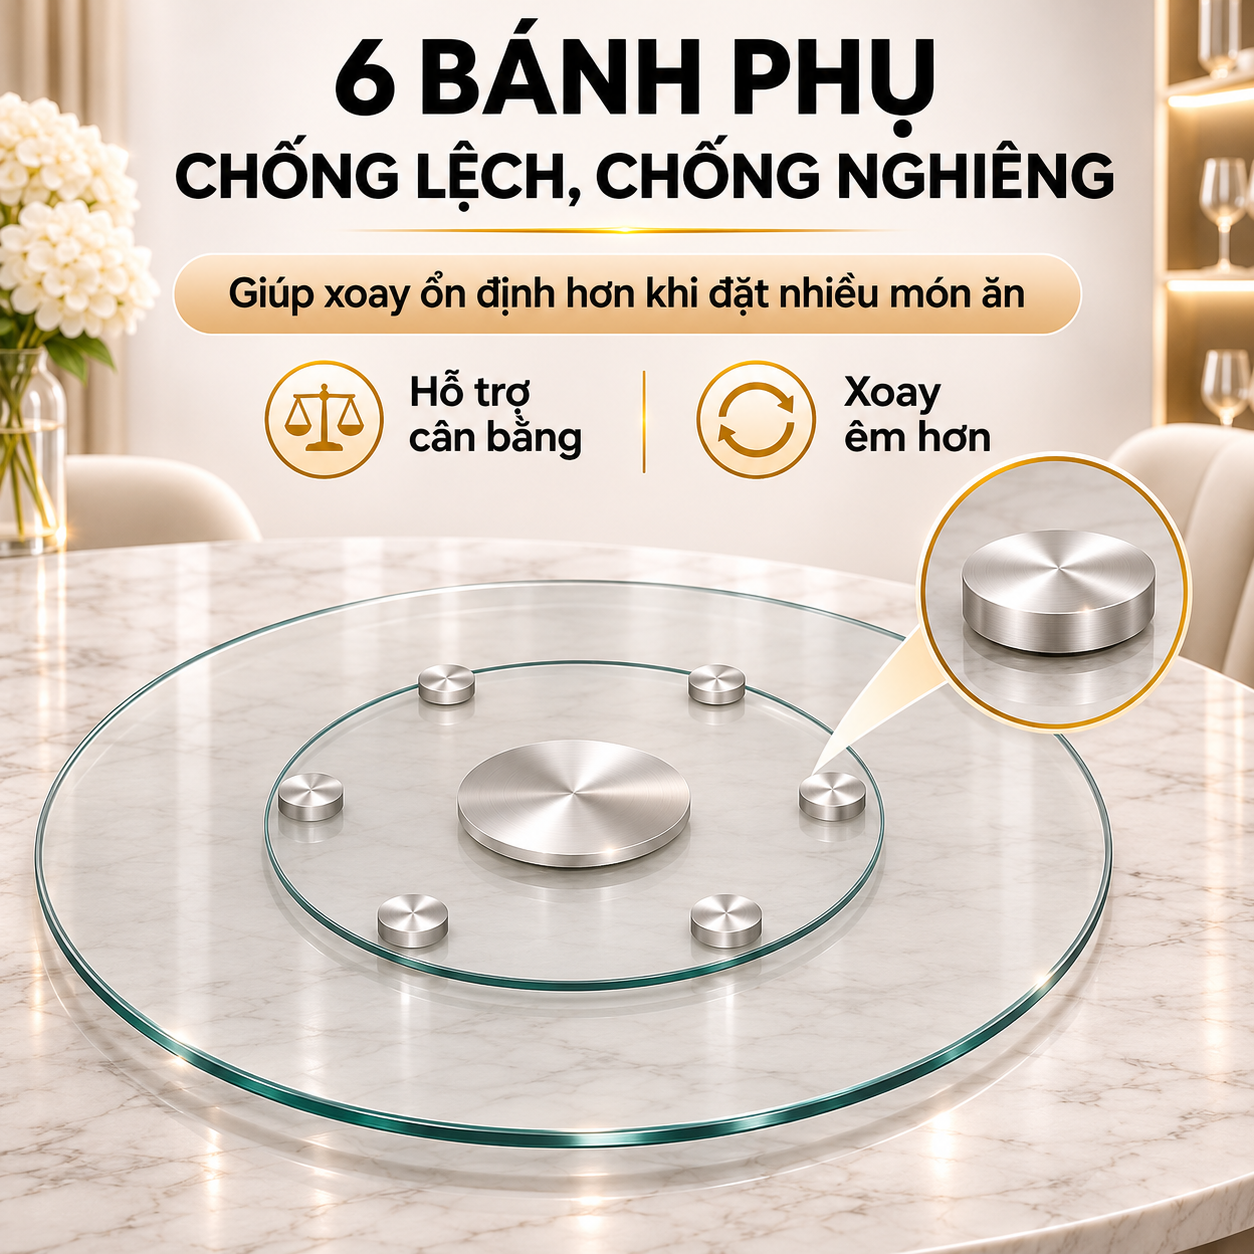 6 BÁNH PHỤ
CHỐNG LỆCH, CHỐNG NGHIÊNG
Giúp xoay ổn định hơn khi đặt nhiều món ăn
Hỗ trợ
cân bằng
Xoay
êm hơn